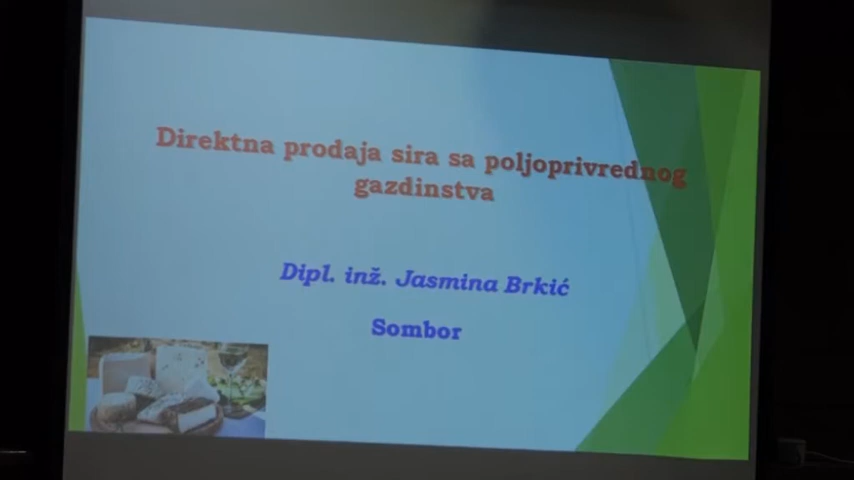 Direktna prodaja sira sa poljoprivrednog
gazdinstva
Dipl. inž. Jasmina Brkić
Sombor